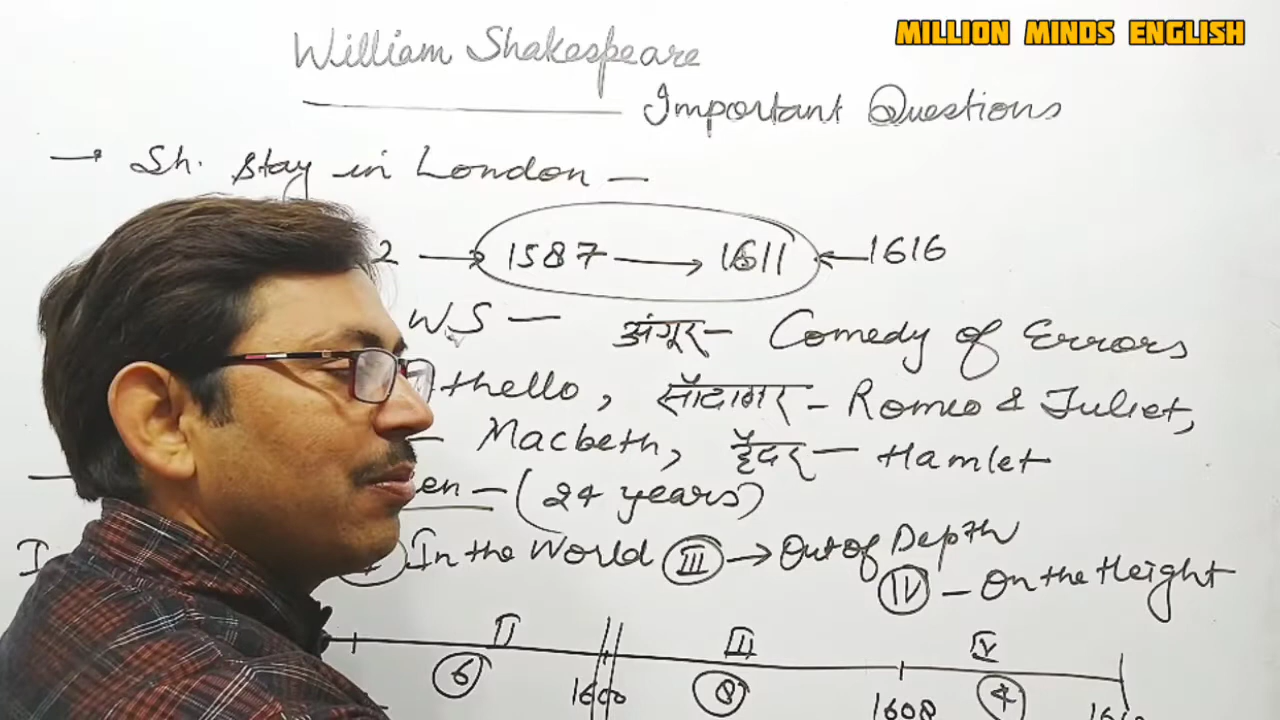 MILLION MINDS ENGLISH
William Shakespeare
Important Questions
→ Sh. Stay in London —
2 → 1587 → 1611 ← 1616
WS — अंगूर – Comedy of Errors
Othello, सौदागर – Romeo & Juliet,
– Macbeth, हैदर – Hamlet
en – (24 years)
I In the World III → Out of Depth
IV – On the Height
II III IV
6 1600 8 1608 4